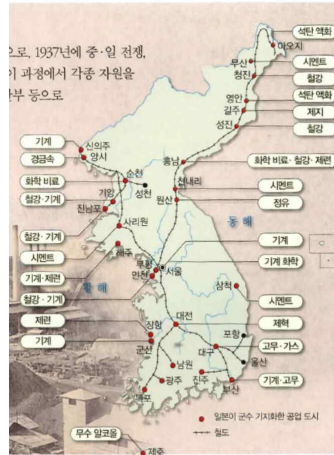 으로, 1937년에 중·일 전쟁,
이 과정에서 각종 자원을
간부 등으로
석탄 액화
아오지
무산
시멘트
청진
철강
영안
석탄 액화
길주
제지
성진
철강
기계
신의주
경금속
양시
흥남
화학 비료·철강·제련
순천
화학 비료
성천
천내리
시멘트
철강·기계
기양
원산
정유
진남포
사리원
동해
철강·기계
해주
기계
시멘트
부평
서울
기계 화학
기계·제련
인천
황해
철강·기계
삼척
시멘트
제련
장항
대전
제혁
기계
군산
포항
대구
고무·가스
남원
울산
광주
진주
기계·고무
목포
부산
무수 알코올
일본이 군수 기지화한 공업 도시
철도
제주